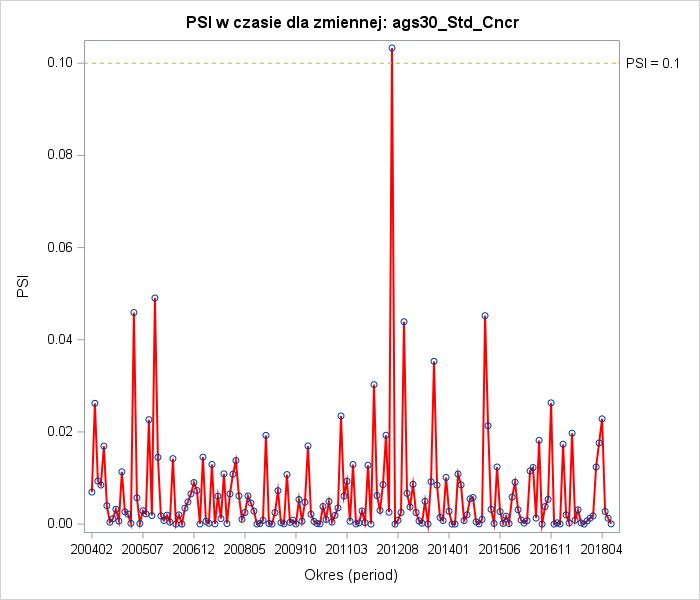 PSI w czasie dla zmiennej: ags30_Std_Cncr
0.10
PSI = 0.1
0.08
0.06
PSI
0.04
0.02
0.00
200402 200507 200612 200805 200910 201103 201208 201401 201506 201611 201804
Okres (period)